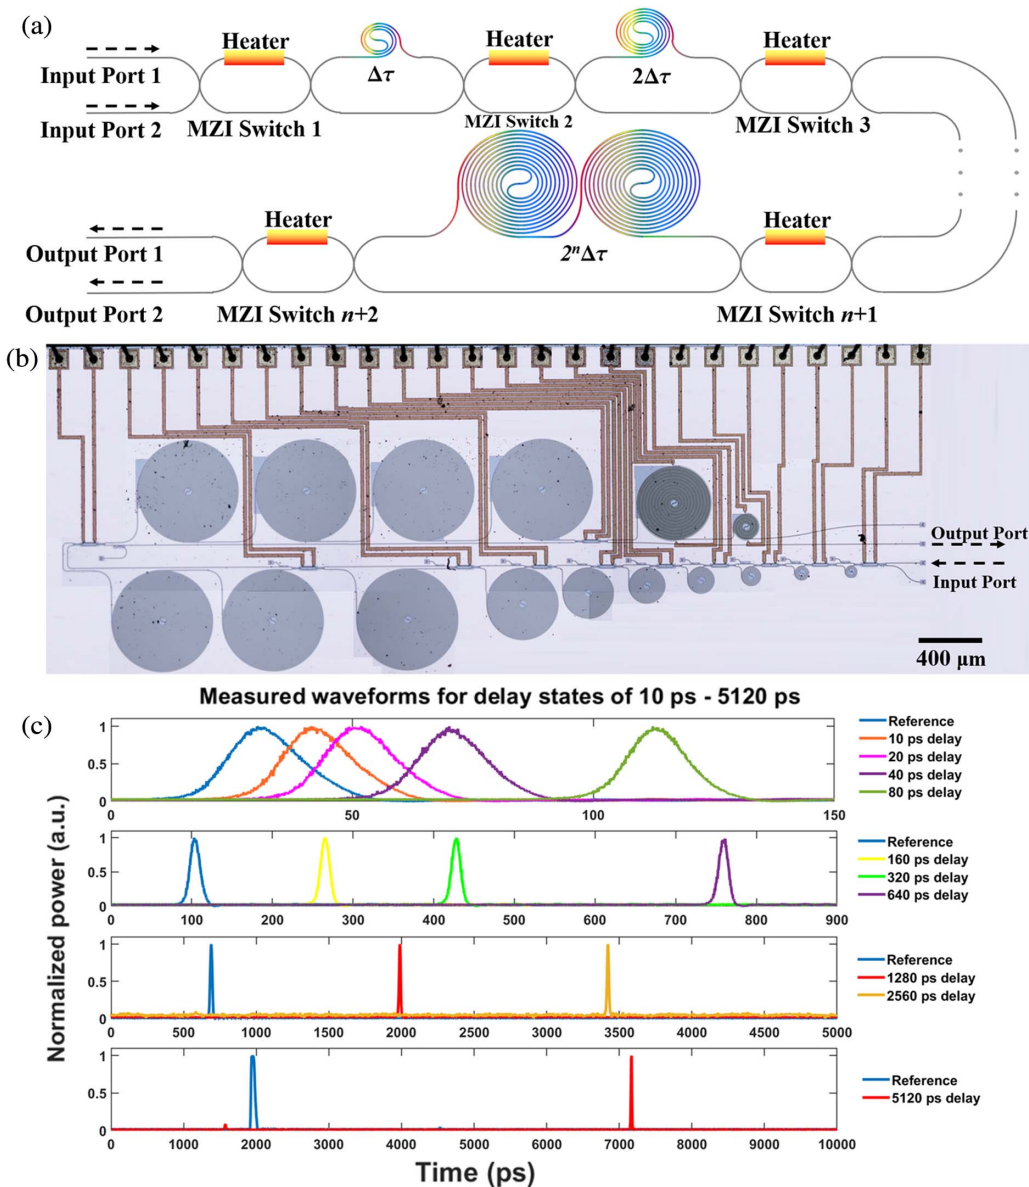 (a)
Heater
Heater
Heater
Input Port 1
Δτ
2Δτ
Input Port 2
MZI Switch 1
MZI Switch 2
MZI Switch 3
Heater
Heater
Output Port 1
2ⁿΔτ
Output Port 2
MZI Switch n+2
MZI Switch n+1
(b)
Output Port
Input Port
400 μm
Measured waveforms for delay states of 10 ps - 5120 ps
(c)
Normalized power (a.u.)
1
0.5
0
0 50 100 150
Reference
10 ps delay
20 ps delay
40 ps delay
80 ps delay
1
0.5
0
0 100 200 300 400 500 600 700 800 900
Reference
160 ps delay
320 ps delay
640 ps delay
1
0.5
0
0 500 1000 1500 2000 2500 3000 3500 4000 4500 5000
Reference
1280 ps delay
2560 ps delay
1
0.5
0
0 1000 2000 3000 4000 5000 6000 7000 8000 9000 10000
Reference
5120 ps delay
Time (ps)